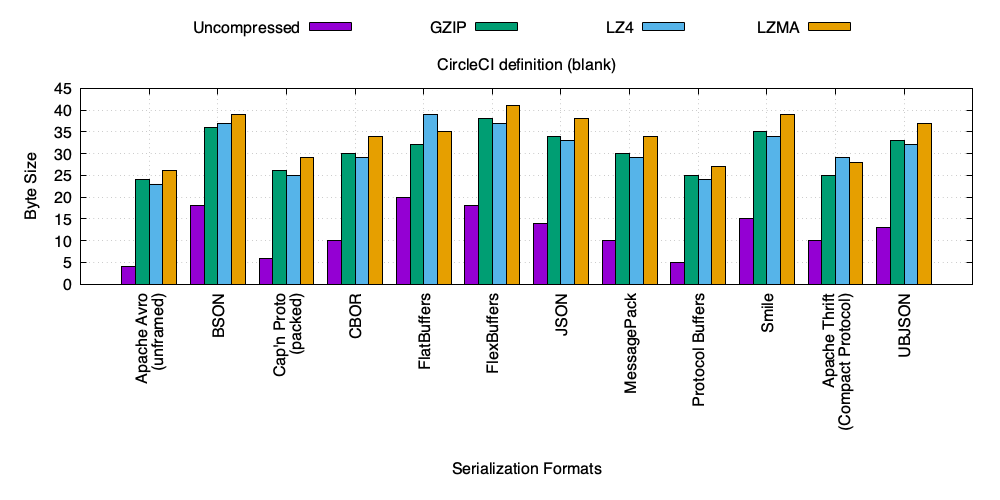 Uncompressed GZIP LZ4 LZMA
CircleCI definition (blank)
45
40
35
30
25
20
15
10
5
0
Byte Size
Apache Avro
(unframed)
BSON
Cap'n Proto
(packed)
CBOR
FlatBuffers
FlexBuffers
JSON
MessagePack
Protocol Buffers
Smile
Apache Thrift
(Compact Protocol)
UBJSON
Serialization Formats